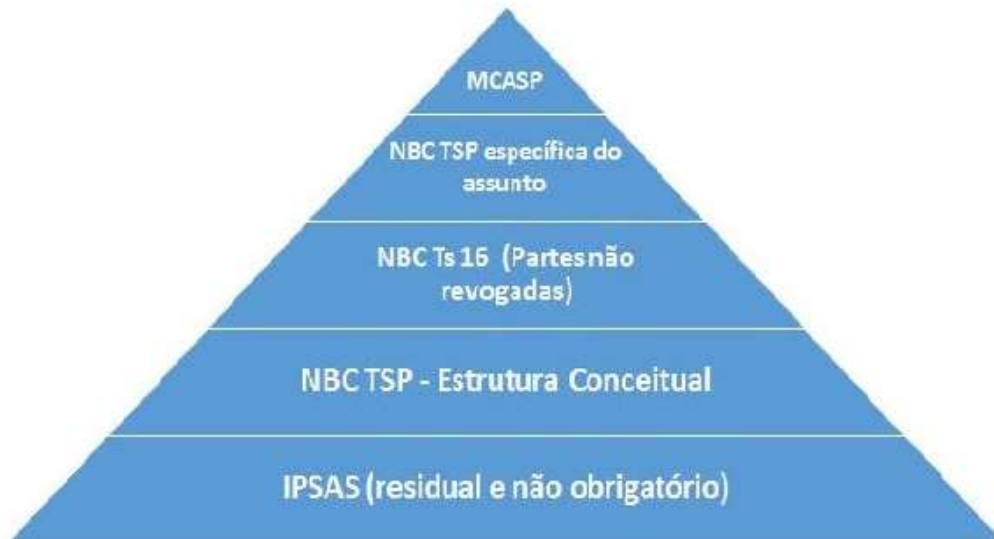 MCASP
NBC TSP específica do
assunto
NBC Ts 16 (Partes não
revogadas)
NBC TSP - Estrutura Conceitual
IPSAS (residual e não obrigatório)